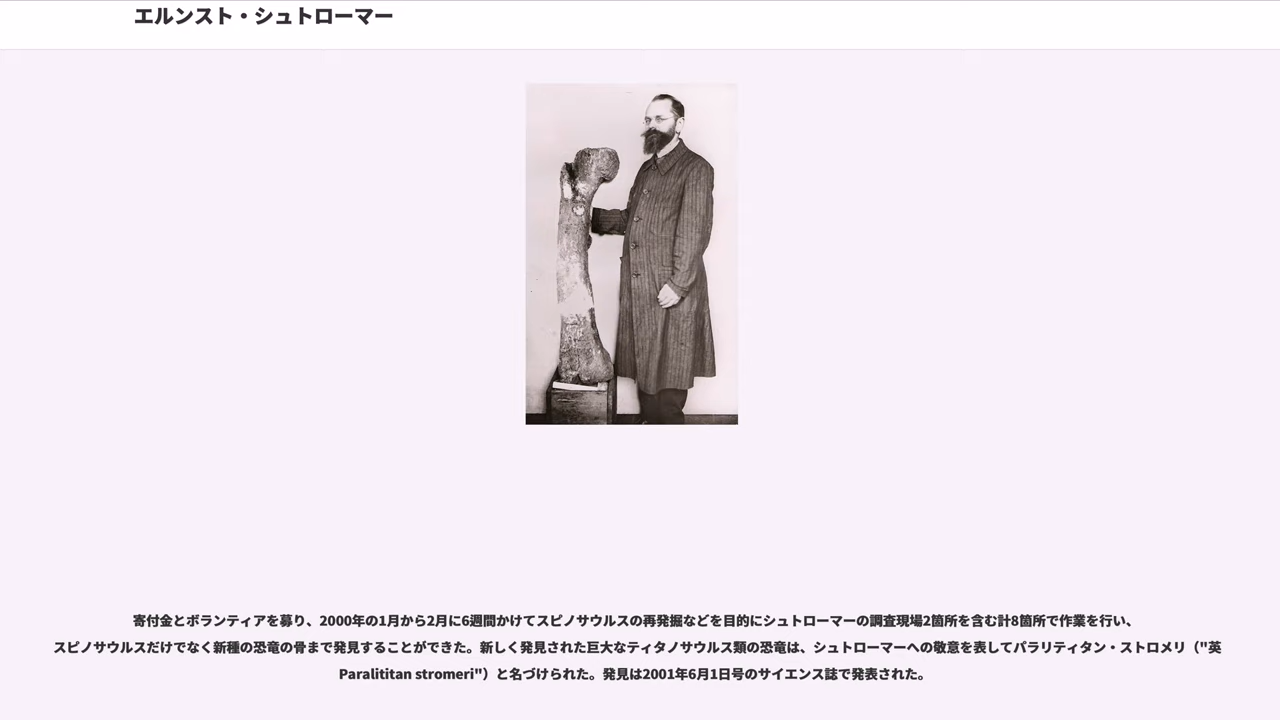 エルンスト・シュトローマー
寄付金とボランティアを募り、2000年の1月から2月に6週間かけてスピノサウルスの再発掘などを目的にシュトローマーの調査現場2箇所を含む計8箇所で作業を行い、
スピノサウルスだけでなく新種の恐竜の骨まで発見することができた。新しく発見された巨大なティタノサウルス類の恐竜は、シュトローマーへの敬意を表してパラリティタン・ストロメリ（"英
Paralititan stromeri"）と名づけられた。発見は2001年6月1日号のサイエンス誌で発表された。